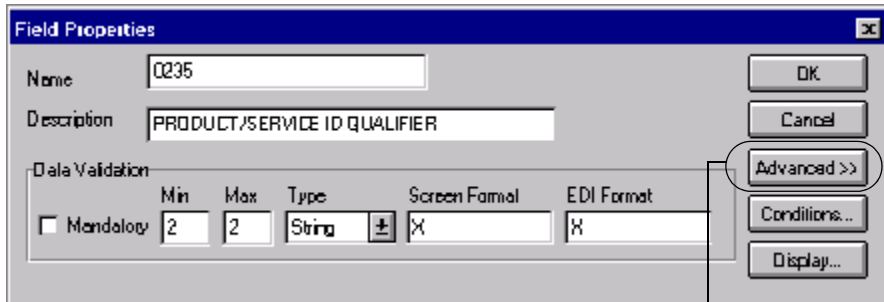 Field Properties
Name
0235
OK
Description
PRODUCT/SERVICE ID QUALIFIER
Cancel
Data Validation
Advanced >>
Min Max Type Screen Format EDI Format
Mandatory 2 2 String X X
Conditions...
Display...